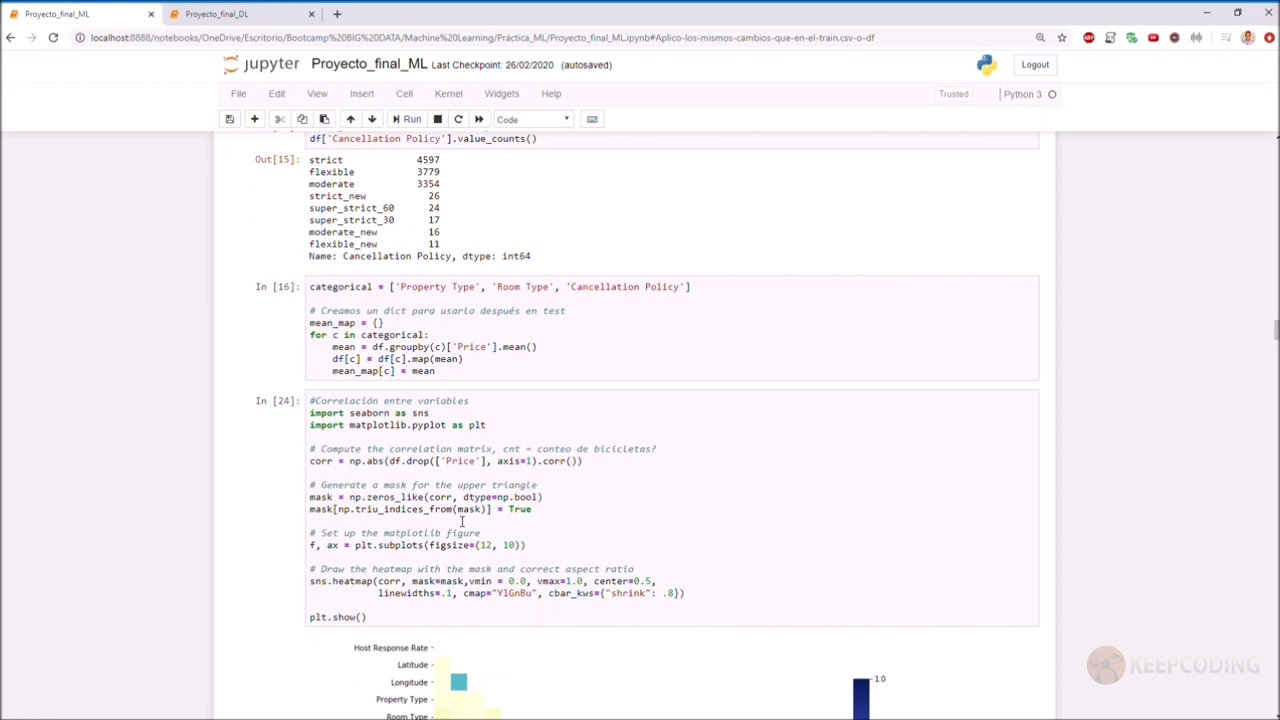 Proyecto_final_ML
Proyecto_final_DL
localhost:8888/notebooks/OneDrive/Escritorio/Bootcamp%20BIG%20DATA/Machine%20Learning/Práctica_ML/Proyecto_final_ML.ipynb#Aplico-los-mismos-cambios-que-en-el-train.csv-o-df
jupyter Proyecto_final_ML Last Checkpoint: 26/02/2020 (autosaved)
Logout
File Edit View Insert Cell Kernel Widgets Help
Trusted
Python 3
Run
Code
df['Cancellation Policy'].value_counts()
Out[15]: strict 4597
flexible 3779
moderate 3354
strict_new 26
super_strict_60 24
super_strict_30 17
moderate_new 16
flexible_new 11
Name: Cancellation Policy, dtype: int64
In [16]: categorical = ['Property Type', 'Room Type', 'Cancellation Policy']
# Creamos un dict para usarlo después en test
mean_map = {}
for c in categorical:
mean = df.groupby(c)['Price'].mean()
df[c] = df[c].map(mean)
mean_map[c] = mean
In [24]: #Correlación entre variables
import seaborn as sns
import matplotlib.pyplot as plt
# Compute the correlation matrix, cnt = conteo de bicicletas?
corr = np.abs(df.drop(['Price'], axis=1).corr())
# Generate a mask for the upper triangle
mask = np.zeros_like(corr, dtype=np.bool)
mask[np.triu_indices_from(mask)] = True
# Set up the matplotlib figure
f, ax = plt.subplots(figsize=(12, 10))
# Draw the heatmap with the mask and correct aspect ratio
sns.heatmap(corr, mask=mask,vmin = 0.0, vmax=1.0, center=0.5,
linewidths=.1, cmap="YlGnBu", cbar_kws={"shrink": .8})
plt.show()
Host Response Rate
Latitude
Longitude
Property Type
Room Type
1.0
KEEPCODING